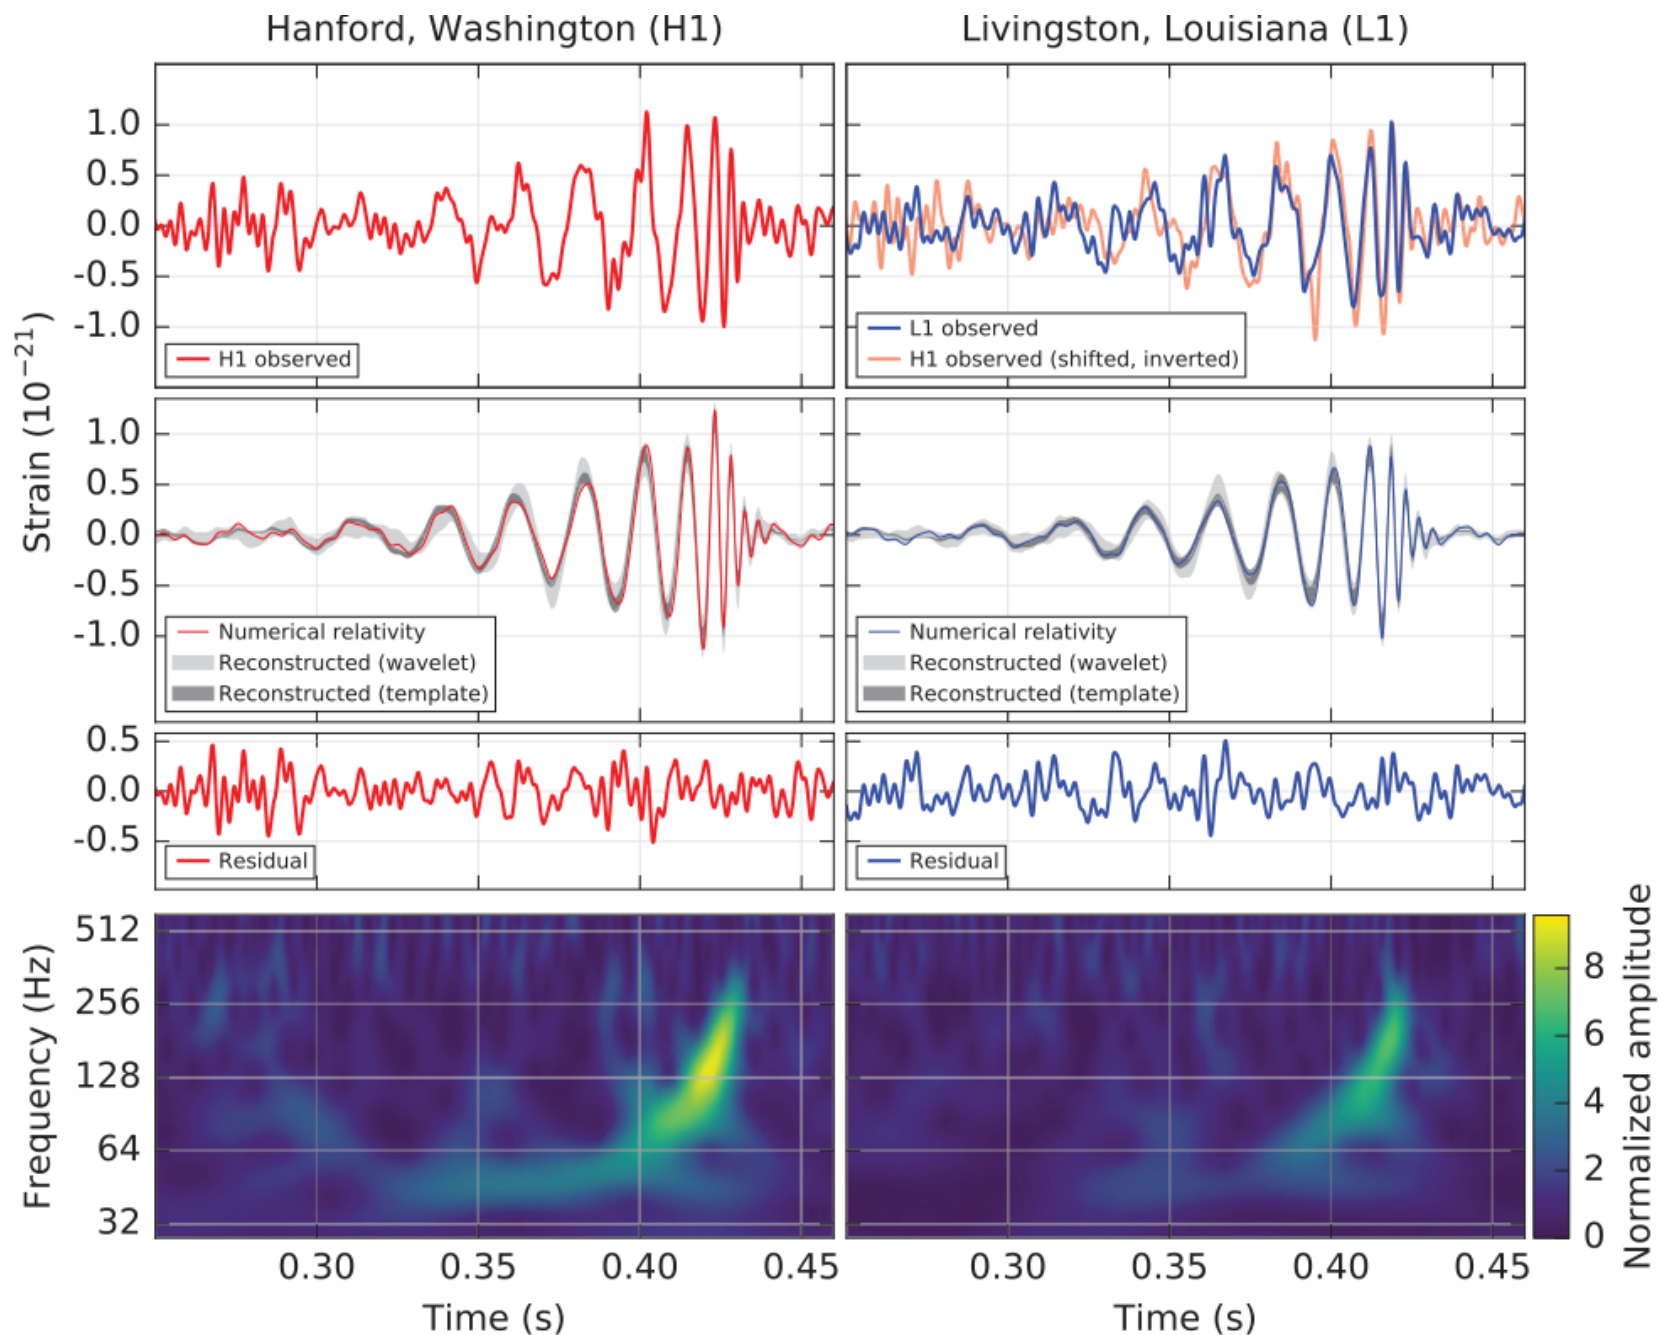 Hanford, Washington (H1)
Livingston, Louisiana (L1)
Strain (10⁻²¹)
1.0
0.5
0.0
-0.5
-1.0
H1 observed
L1 observed
H1 observed (shifted, inverted)
1.0
0.5
0.0
-0.5
-1.0
Numerical relativity
Reconstructed (wavelet)
Reconstructed (template)
Numerical relativity
Reconstructed (wavelet)
Reconstructed (template)
0.5
0.0
-0.5
Residual
Residual
Frequency (Hz)
512
256
128
64
32
Normalized amplitude
8
6
4
2
0
0.30 0.35 0.40 0.45
0.30 0.35 0.40 0.45
Time (s)
Time (s)